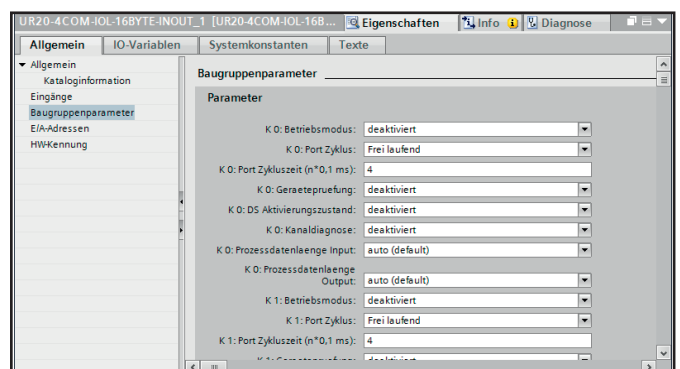 UR20-4COM-IOL-16BYTE-INOUT_1 [UR20-4COM-IOL-16B... Eigenschaften Info Diagnose
Allgemein IO-Variablen Systemkonstanten Texte
Allgemein
Kataloginformation
Eingänge
Baugruppenparameter
E/A-Adressen
HW-Kennung
Baugruppenparameter
Parameter
K 0: Betriebsmodus: deaktiviert
K 0: Port Zyklus: Frei laufend
K 0: Port Zykluszeit (n*0,1 ms): 4
K 0: Geraetepruefung: deaktiviert
K 0: DS Aktivierungszustand: deaktiviert
K 0: Kanaldiagnose: deaktiviert
K 0: Prozessdatenlaenge Input: auto (default)
K 0: Prozessdatenlaenge
Output: auto (default)
K 1: Betriebsmodus: deaktiviert
K 1: Port Zyklus: Frei laufend
K 1: Port Zykluszeit (n*0,1 ms): 4
K 1: Geraetepruefung: deaktiviert